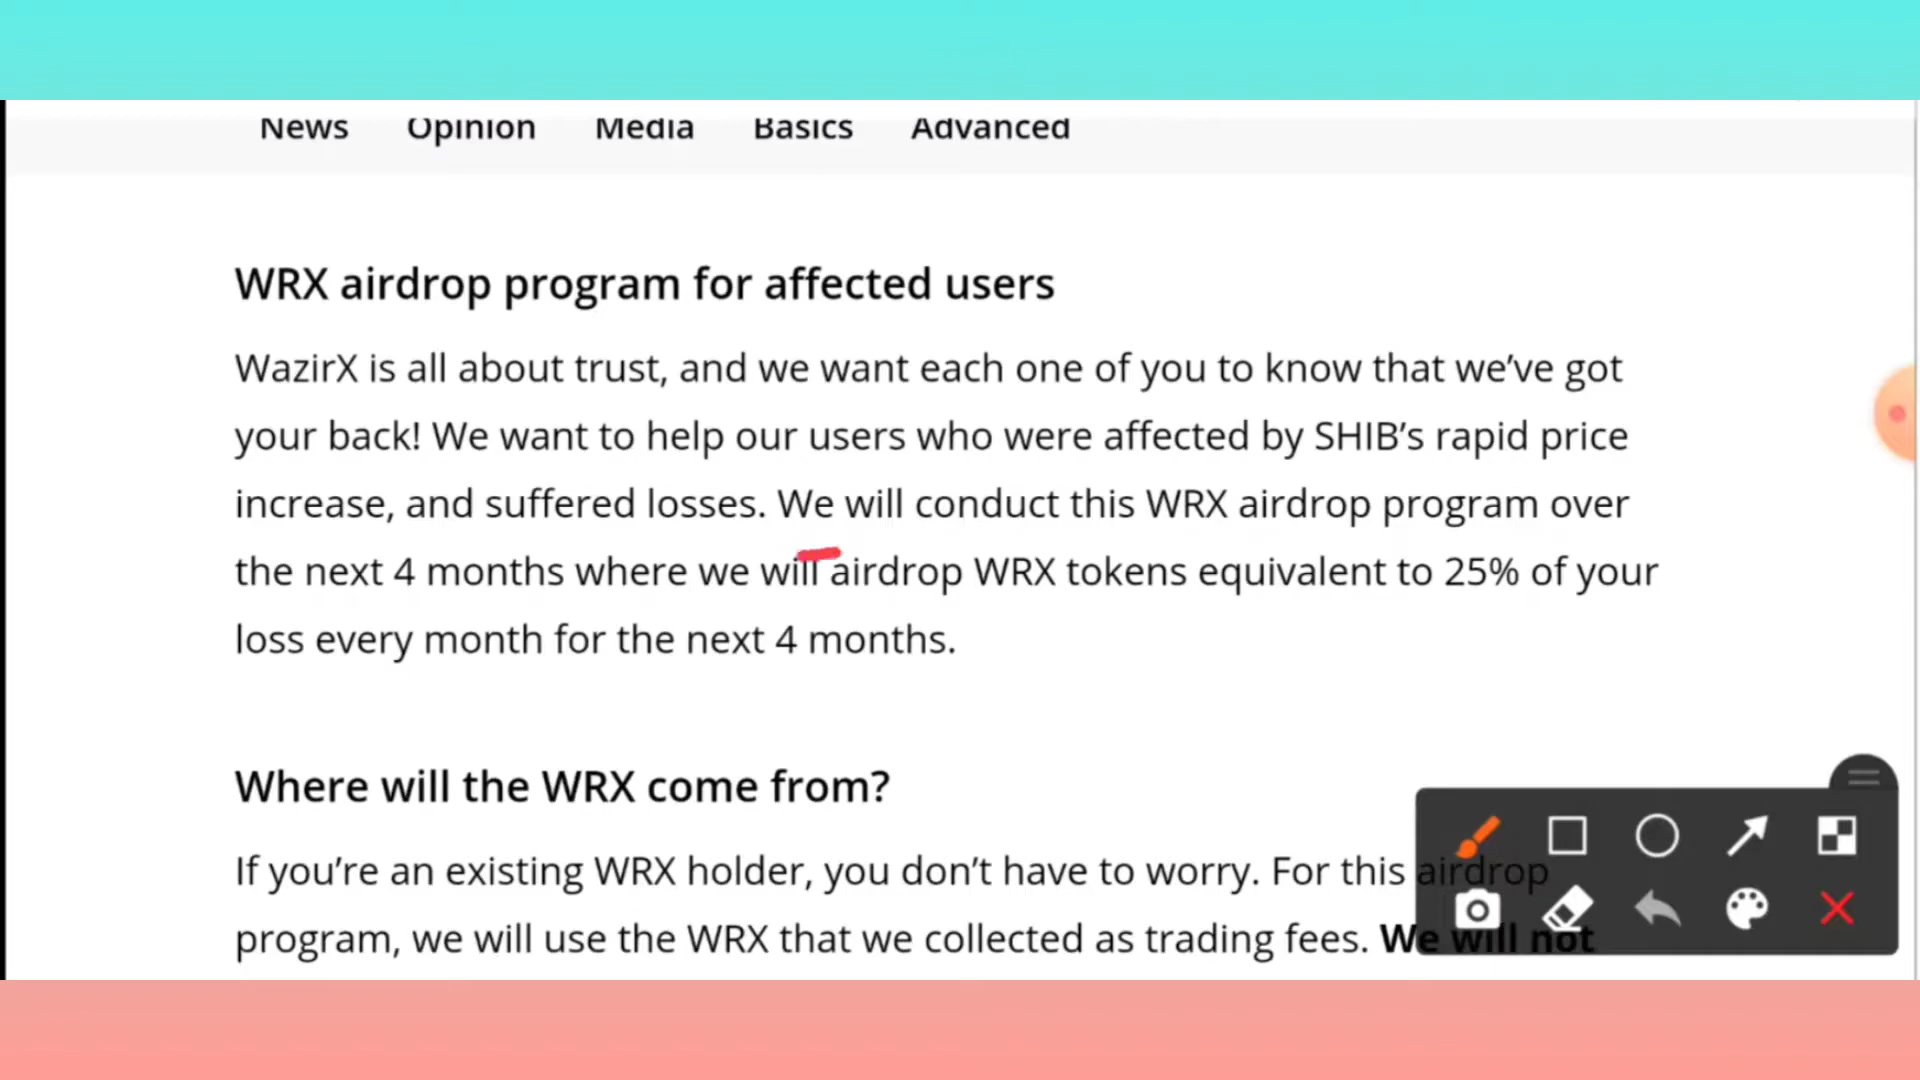 News Opinion Media Basics Advanced
WRX airdrop program for affected users
WazirX is all about trust, and we want each one of you to know that we’ve got
your back! We want to help our users who were affected by SHIB’s rapid price
increase, and suffered losses. We will conduct this WRX airdrop program over
the next 4 months where we will airdrop WRX tokens equivalent to 25% of your
loss every month for the next 4 months.
Where will the WRX come from?
If you’re an existing WRX holder, you don’t have to worry. For this airdrop
program, we will use the WRX that we collected as trading fees. We will not